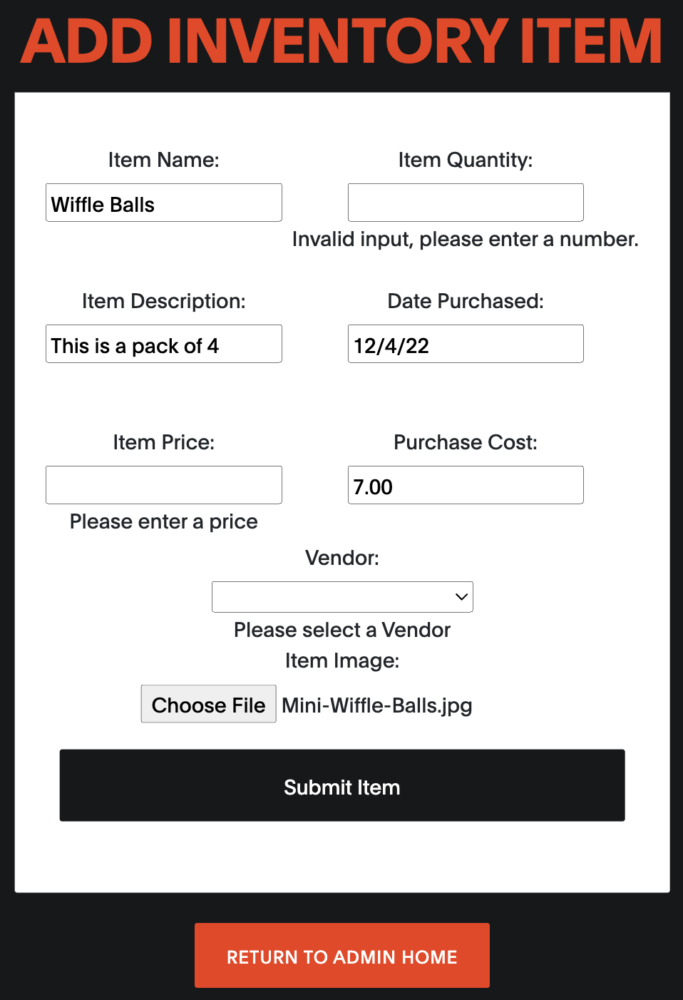 ADD INVENTORY ITEM
Item Name:
Item Quantity:
Wiffle Balls
Invalid input, please enter a number.
Item Description:
Date Purchased:
This is a pack of 4
12/4/22
Item Price:
Purchase Cost:
7.00
Please enter a price
Vendor:
Please select a Vendor
Item Image:
Choose File Mini-Wiffle-Balls.jpg
Submit Item
RETURN TO ADMIN HOME